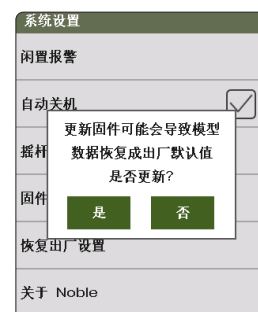 系统设置
闲置报警
自动关机
更新固件可能会导致模型
数据恢复成出厂默认值
是否更新?
摇杆
固件
是 否
恢复出厂设置
关于 Noble